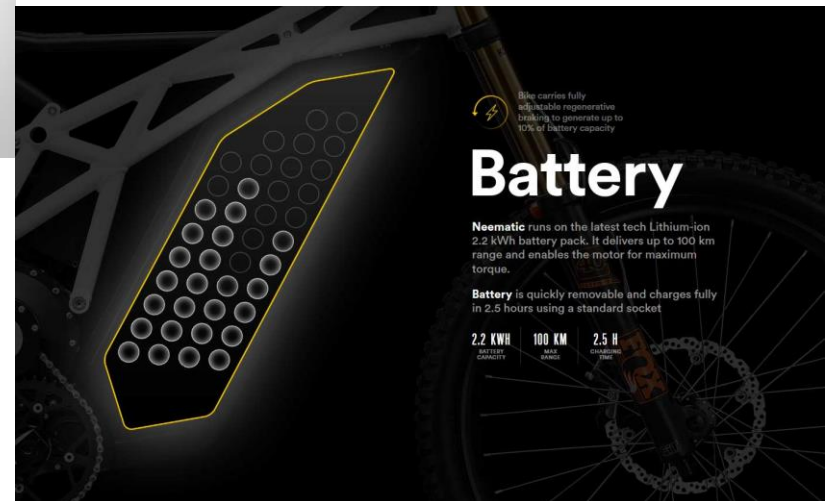 Bike carries fully
adjustable regenerative
braking to generate up to
10% of battery capacity
Battery
Neematic runs on the latest tech Lithium-ion
2.2 kWh battery pack. It delivers up to 100 km
range and enables the motor for maximum
torque.
Battery is quickly removable and charges fully
in 2.5 hours using a standard socket
2.2 KWH 100 KM 2.5 H
BATTERY MAX CHARGING
CAPACITY RANGE TIME
FOX